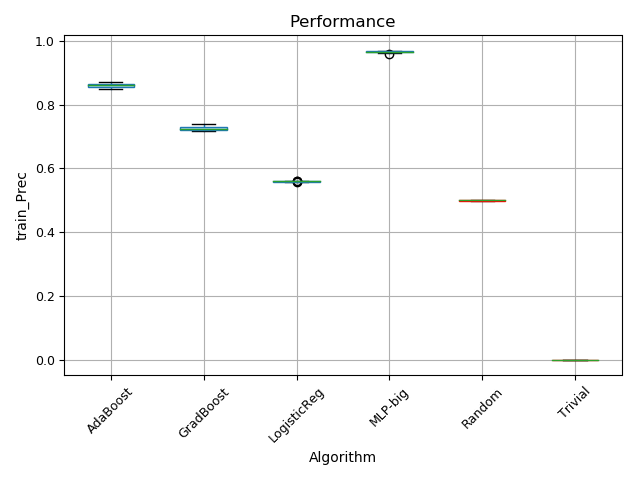 Performance
1.0
0.8
0.6
0.4
0.2
0.0
train_Prec
AdaBoost
GradBoost
LogisticReg
MLP-big
Random
Trivial
Algorithm